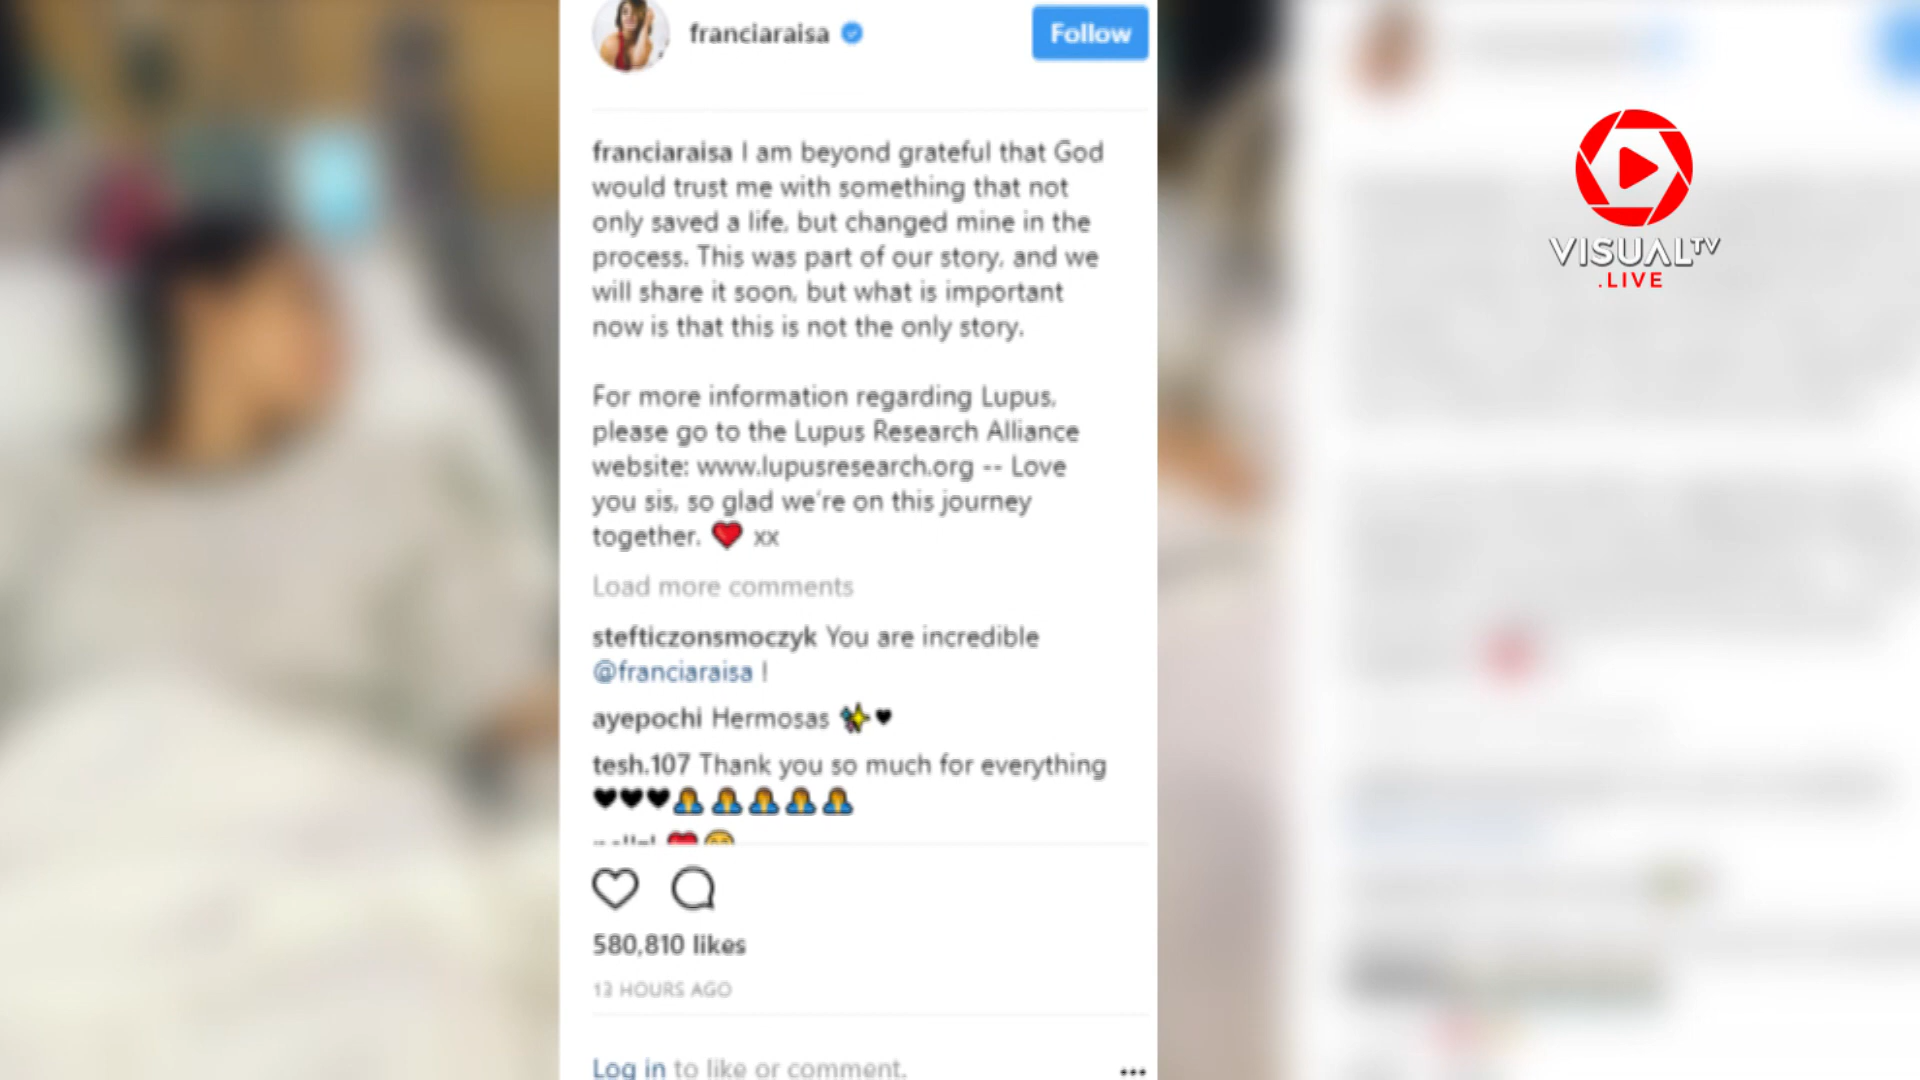 franciaraisa
Follow
franciaraisa I am beyond grateful that God
would trust me with something that not
only saved a life, but changed mine in the
process. This was part of our story, and we
will share it soon, but what is important
now is that this is not the only story.
For more information regarding Lupus,
please go to the Lupus Research Alliance
website: www.lupusresearch.org -- Love
you sis, so glad we're on this journey
together. ❤️ xx
Load more comments
stefticzonsmoczyk You are incredible
@franciaraisa !
ayepochi Hermosas ✨♥
tesh.107 Thank you so much for everything
580,810 likes
13 HOURS AGO
Log in to like or comment.
VISUALTV
.LIVE